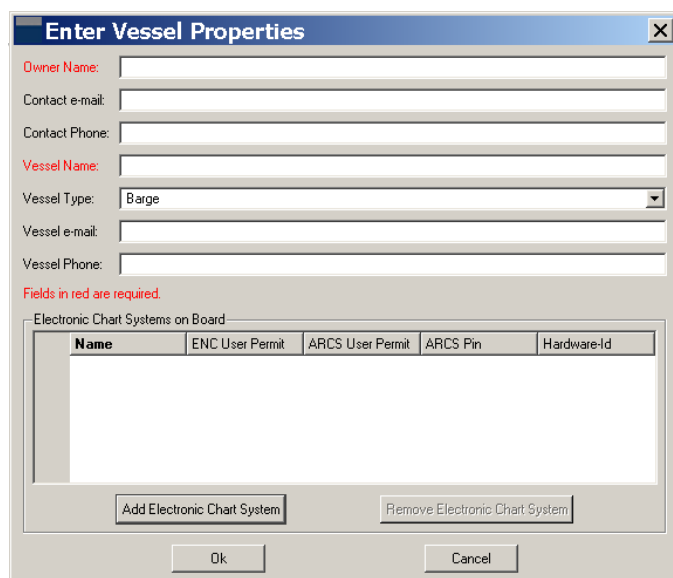 Enter Vessel Properties
Owner Name:
Contact e-mail:
Contact Phone:
Vessel Name:
Vessel Type: Barge
Vessel e-mail:
Vessel Phone:
Fields in red are required.
Electronic Chart Systems on Board
Name ENC User Permit ARCS User Permit ARCS Pin Hardware-Id
Add Electronic Chart System Remove Electronic Chart System
Ok Cancel